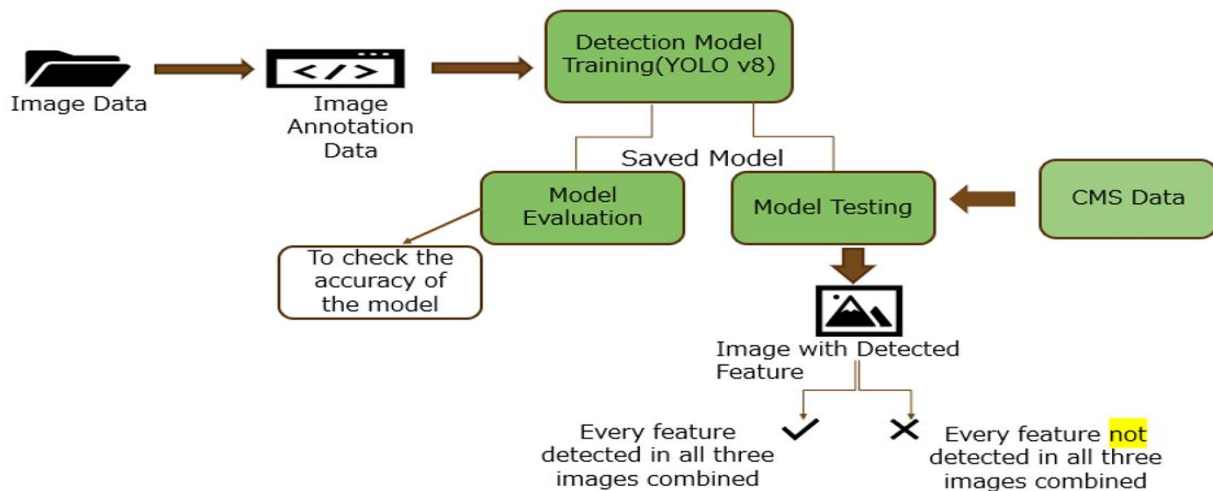 Image Data
</>
Image
Annotation
Data
Detection Model
Training(YOLO v8)
Saved Model
Model
Evaluation
Model Testing
CMS Data
To check the
accuracy of
the model
Image with Detected
Feature
Every feature
detected in all three
images combined
Every feature not
detected in all three
images combined